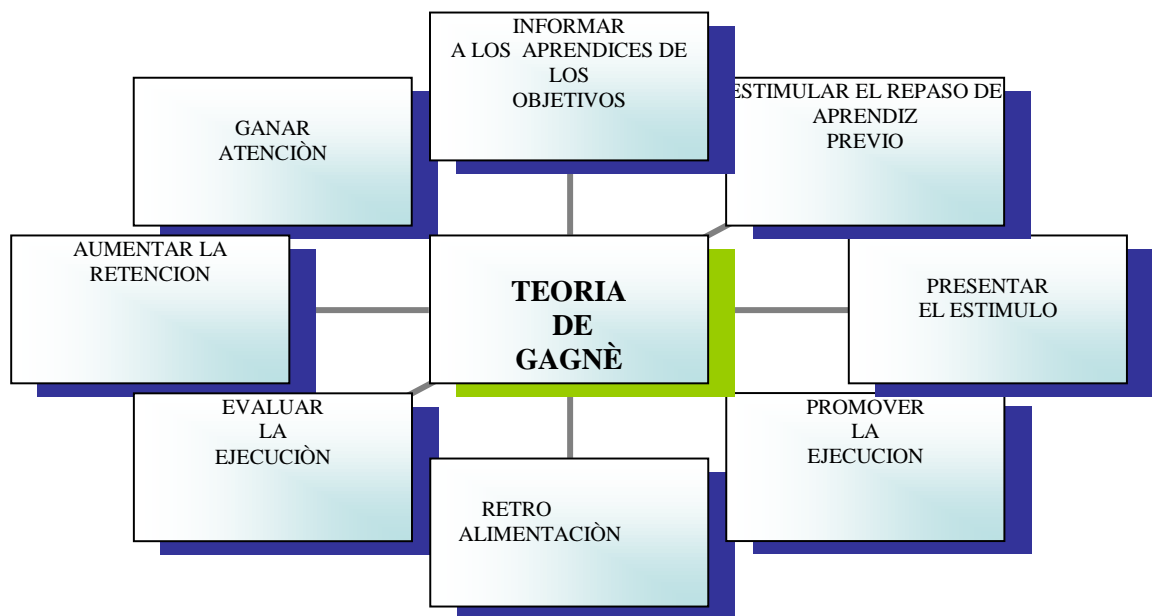 INFORMAR
A LOS APRENDICES DE
LOS
OBJETIVOS
GANAR
ATENCIÒN
ESTIMULAR EL REPASO DE
APRENDIZ
PREVIO
AUMENTAR LA
RETENCION
TEORIA
DE
GAGNÈ
PRESENTAR
EL ESTIMULO
EVALUAR
LA
EJECUCIÒN
RETRO
ALIMENTACIÒN
PROMOVER
LA
EJECUCION